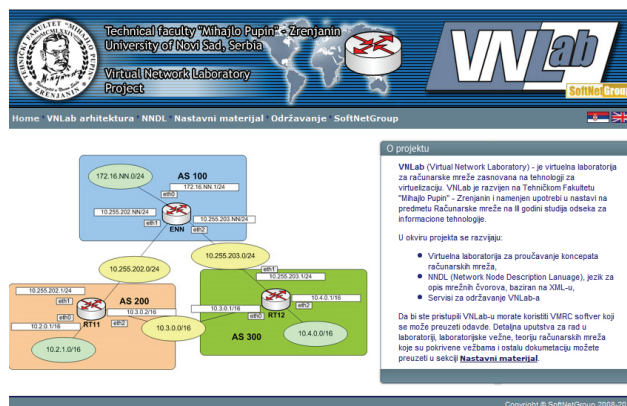 Technical faculty "Mihajlo Pupin" - Zrenjanin
University of Novi Sad, Serbia
Virtual Network Laboratory
Project
VNLab
SoftNetGroup
Home VNLab arhitektura NNDL Nastavni materijal Održavanje SoftNetGroup
172.16.NN.0/24
AS 100
172.16.NN.1/24
eth0
10.255.202.NN/24
10.255.203.NN/24
eth1
ENN
eth2
10.255.202.0/24
10.255.203.0/24
eth1
10.255.202.1/24
10.255.203.1/24
eth1
AS 200
10.4.0.1/16
10.3.0.2/16
10.3.0.1/16
eth2
eth0
RT11
eth0
RT12
10.2.0.1/16
eth2
10.3.0.0/16
10.2.1.0/16
AS 300
10.4.0.0/16
O projektu
VNLab (Virtual Network Laboratory) - je virtuelna laboratorija
za računarske mreže zasnovana na tehnologji za
virtuelizaciju. VNLab je razvijen na Tehničkom Fakultetu
"Mihajlo Pupin" - Zrenjanin i namenjen upotrebi u nastavi na
predmetu Računarske mreže na III godini studija odseka za
informacione tehnologije.
U okviru projekta se razvijaju:
Virtuelna laboratorija za proučavanje koncepata
računarskih mreža,
NNDL (Network Node Description Lanuage), jezik za
opis mrežnih čvorova, baziran na XML-u,
Servisi za održavanje VNLab-a
Da bi ste pristupili VNLab-u morate koristiti VMRC softver koji
se može preuzeti odavde. Detaljna uputstva za rad u
laboratoriji, laboratorijske vežne, teoriju računarskih mreža
koje su pokrivene vežbama i ostalu dokumetaciju možete
preuzeti u sekciji Nastavni materijal.
Copyright © SoftNetGroup 2008-20